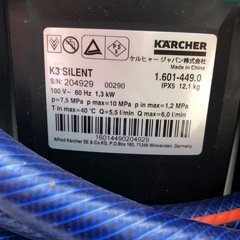 KÄRCHER
ケルヒャー ジャパン株式会社
Made in China
K3 SILENT
1.601-449.0
S/N: 204929 00290
IPX5 12,1 kg
100 V~ 60 Hz 1,3 kW
p=7,5 MPa p max=10 MPa p in max=1,2 MPa
T in max=40 °C Q=5,5 l/min Q max=6,0 l/min
Alfred Kärcher SE & Co.KG, P.O.Box 160, 71349 Winnenden, Germany
16014490204929